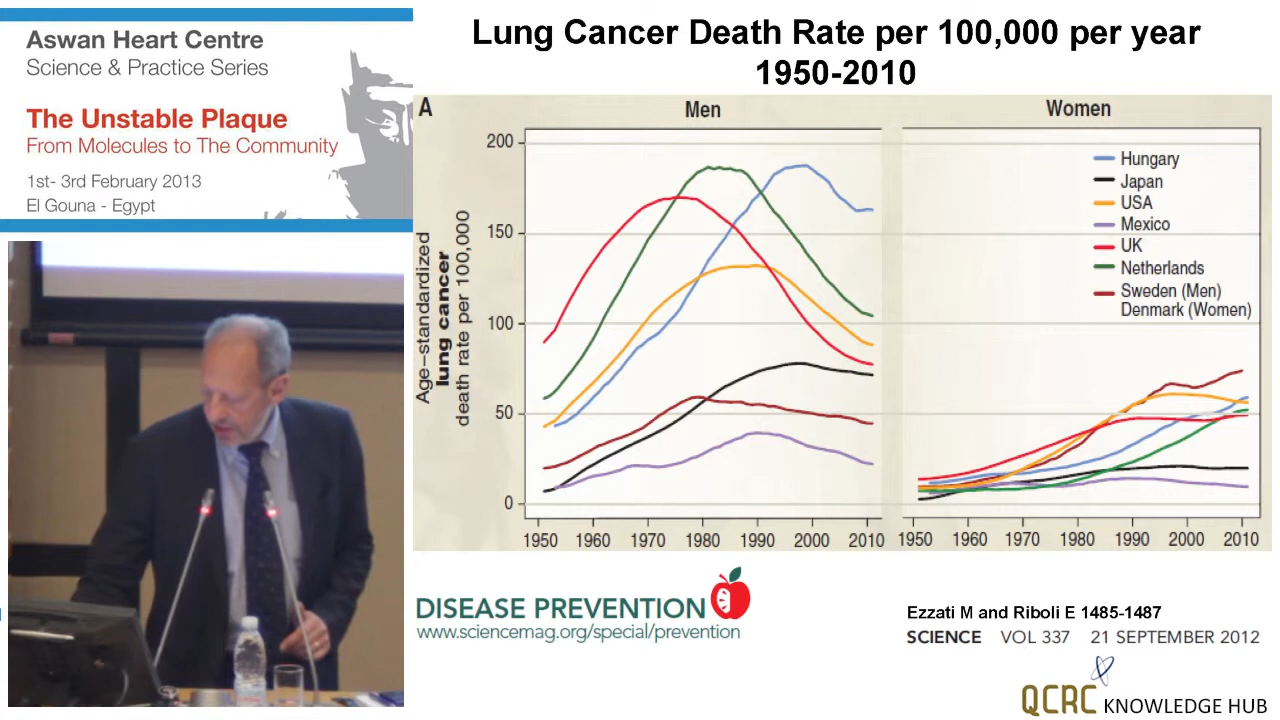 Aswan Heart Centre
Science & Practice Series
The Unstable Plaque
From Molecules to The Community
1st- 3rd February 2013
El Gouna - Egypt
Lung Cancer Death Rate per 100,000 per year
1950-2010
A
Men
Women
Age–standardized
lung cancer
death rate per 100,000
200
150
100
50
0
1950 1960 1970 1980 1990 2000 2010
1950 1960 1970 1980 1990 2000 2010
Hungary
Japan
USA
Mexico
UK
Netherlands
Sweden (Men)
Denmark (Women)
DISEASE PREVENTION
www.sciencemag.org/special/prevention
Ezzati M and Riboli E 1485-1487
SCIENCE VOL 337 21 SEPTEMBER 2012
QCRC KNOWLEDGE HUB